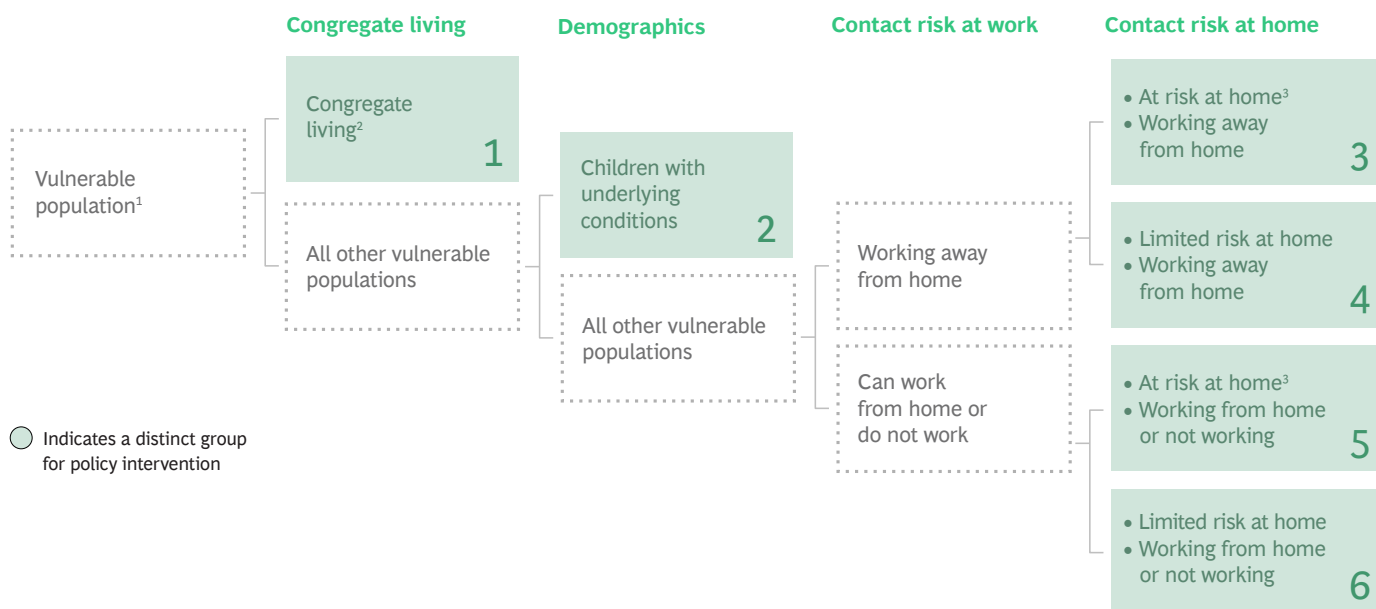 Congregate living
Demographics
Contact risk at work
Contact risk at home
Vulnerable
population¹
Congregate
living²
1
All other vulnerable
populations
Children with
underlying
conditions
2
All other vulnerable
populations
Working away
from home
Can work
from home or
do not work
• At risk at home³
• Working away
from home
3
• Limited risk at home
• Working away
from home
4
• At risk at home³
• Working from home
or not working
5
• Limited risk at home
• Working from home
or not working
6
Indicates a distinct group
for policy intervention